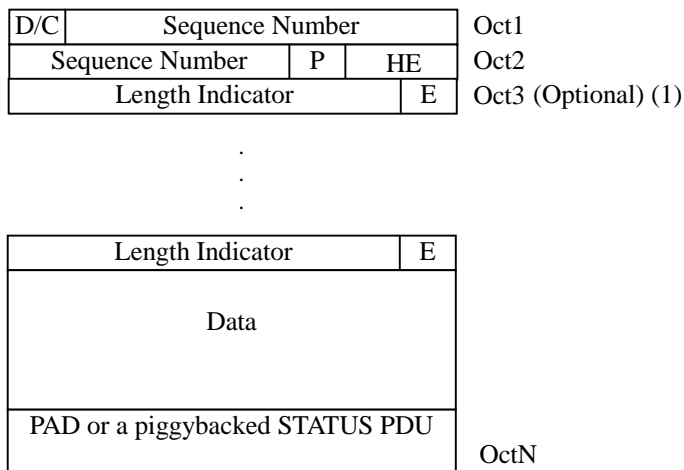 D/C Sequence Number Oct1
Sequence Number P HE Oct2
Length Indicator E Oct3 (Optional) (1)
.
.
.
Length Indicator E
Data
PAD or a piggybacked STATUS PDU
OctN